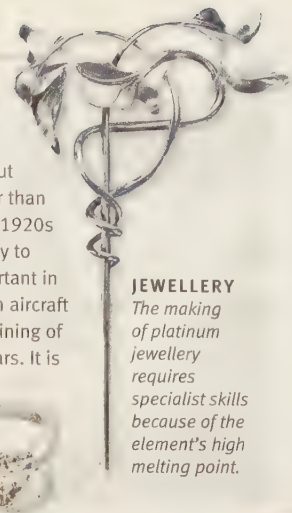 ut
r than
1920s
y to
rtant in
aircraft
ining of
ars. It is
JEWELLERY
The making
of platinum
jewellery
requires
specialist skills
because of the
element's high
melting point.